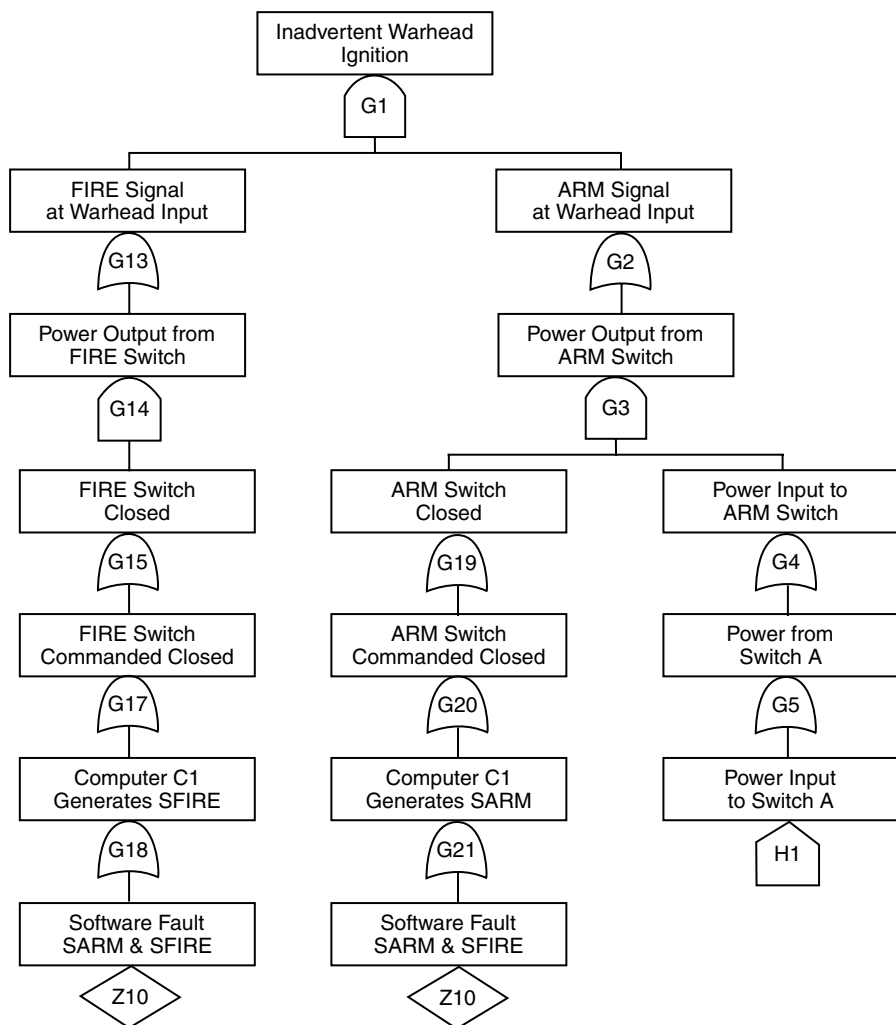 Inadvertent Warhead
Ignition
G1
FIRE Signal
at Warhead Input
ARM Signal
at Warhead Input
G13
G2
Power Output from
FIRE Switch
Power Output from
ARM Switch
G14
G3
FIRE Switch
Closed
ARM Switch
Closed
Power Input to
ARM Switch
G15
G19
G4
FIRE Switch
Commanded Closed
ARM Switch
Commanded Closed
Power from
Switch A
G17
G20
G5
Computer C1
Generates SFIRE
Computer C1
Generates SARM
Power Input
to Switch A
G18
G21
H1
Software Fault
SARM & SFIRE
Software Fault
SARM & SFIRE
Z10
Z10